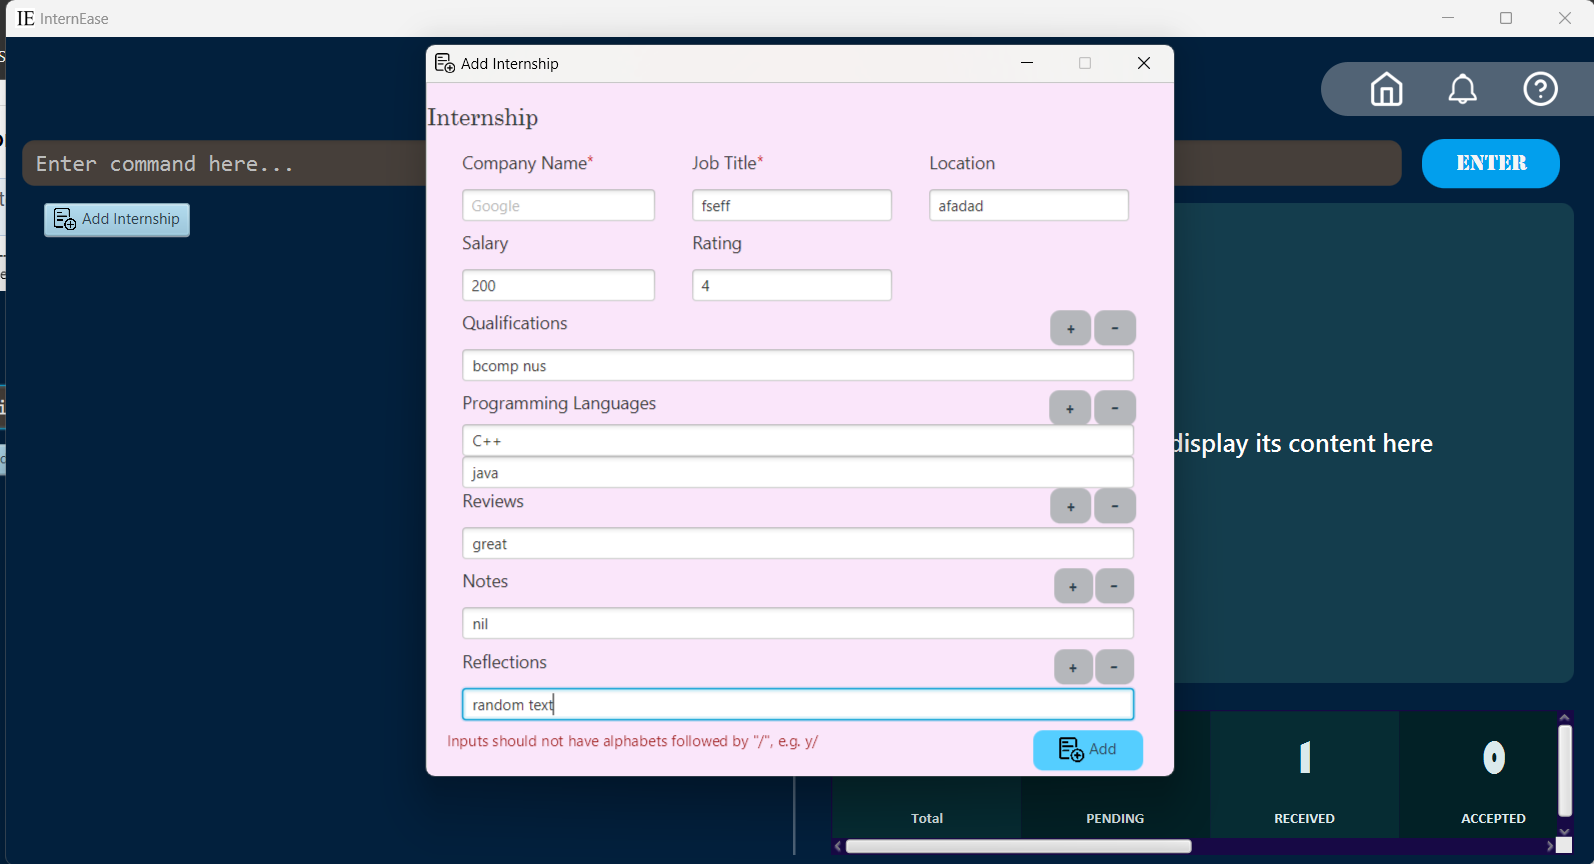 IE InternEase
Add Internship
Internship
Company Name* Job Title* Location
Google fseff afadad
Salary Rating
200 4
Qualifications + -
bcomp nus
Programming Languages + -
C++
java
Reviews + -
great
Notes + -
nil
Reflections + -
random text
Inputs should not have alphabets followed by "/", e.g. y/ Add
Enter command here... ENTER
Add Internship
display its content here
1 0
Total PENDING RECEIVED ACCEPTED